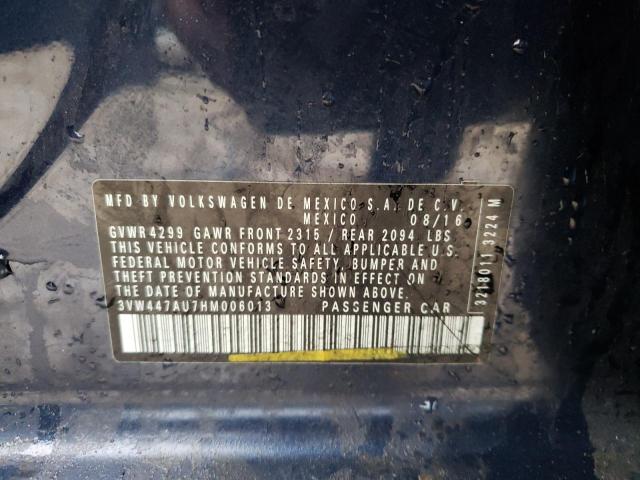 MFD BY VOLKSWAGEN DE MEXICO S.A. DE C.V.
MEXICO 08/16
GVWR 4299 GAWR FRONT 2315 / REAR 2094 LBS
THIS VEHICLE CONFORMS TO ALL APPLICABLE U.S.
FEDERAL MOTOR VEHICLE SAFETY, BUMPER AND
THEFT PREVENTION STANDARDS IN EFFECT ON
THE DATE OF MANUFACTURE SHOWN ABOVE
3VW447AU7HM006013 PASSENGER CAR
3218011 3224 M